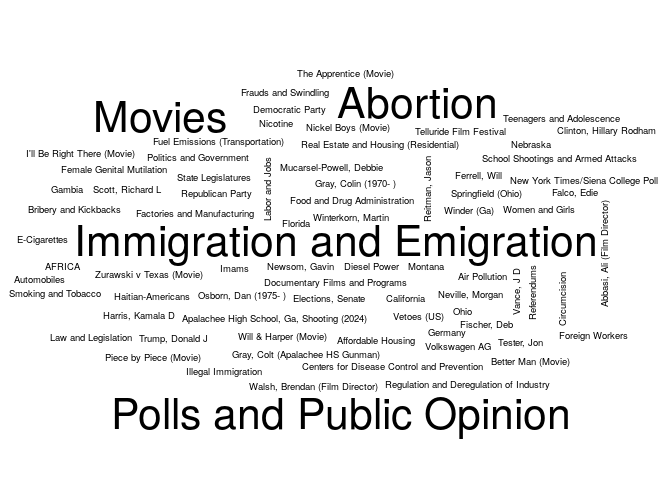 The Apprentice (Movie)
Frauds and Swindling
Abortion
Movies
Democratic Party
Teenagers and Adolescence
Nicotine
Nickel Boys (Movie)
Telluride Film Festival
Clinton, Hillary Rodham
Fuel Emissions (Transportation)
Real Estate and Housing (Residential)
Nebraska
I'll Be Right There (Movie)
Politics and Government
School Shootings and Armed Attacks
Female Genital Mutilation
Labor and Jobs
Mucarsel-Powell, Debbie
Reitman, Jason
State Legislatures
Ferrell, Will
New York Times/Siena College Poll
Gambia
Scott, Richard L
Republican Party
Gray, Colin (1970- )
Springfield (Ohio)
Falco, Edie
Food and Drug Administration
Bribery and Kickbacks
Factories and Manufacturing
Winterkorn, Martin
Winder (Ga)
Women and Girls
Florida
Abbasi, Ali (Film Director)
E-Cigarettes
Immigration and Emigration
AFRICA
Zurawski v Texas (Movie)
Imams
Newsom, Gavin
Diesel Power
Montana
Automobiles
Documentary Films and Programs
Air Pollution
Vance, J D
Referendums
Circumcision
Smoking and Tobacco
Haitian-Americans
Osborn, Dan (1975- )
Elections, Senate
California
Neville, Morgan
Harris, Kamala D
Apalachee High School, Ga, Shooting (2024)
Vetoes (US)
Ohio
Fischer, Deb
Law and Legislation
Trump, Donald J
Will & Harper (Movie)
Affordable Housing
Germany
Foreign Workers
Volkswagen AG
Tester, Jon
Piece by Piece (Movie)
Gray, Colt (Apalachee HS Gunman)
Better Man (Movie)
Illegal Immigration
Centers for Disease Control and Prevention
Walsh, Brendan (Film Director)
Regulation and Deregulation of Industry
Polls and Public Opinion